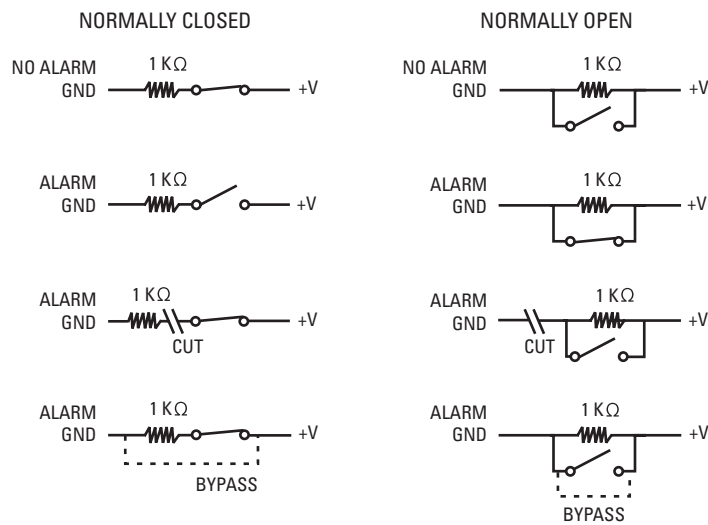 NORMALLY CLOSED
NO ALARM
1 KΩ
GND
+V
ALARM
1 KΩ
GND
+V
ALARM
1 KΩ
GND
+V
CUT
ALARM
1 KΩ
GND
+V
BYPASS
NORMALLY OPEN
NO ALARM
1 KΩ
GND
+V
ALARM
1 KΩ
GND
+V
ALARM
1 KΩ
GND
+V
CUT
ALARM
1 KΩ
GND
+V
BYPASS